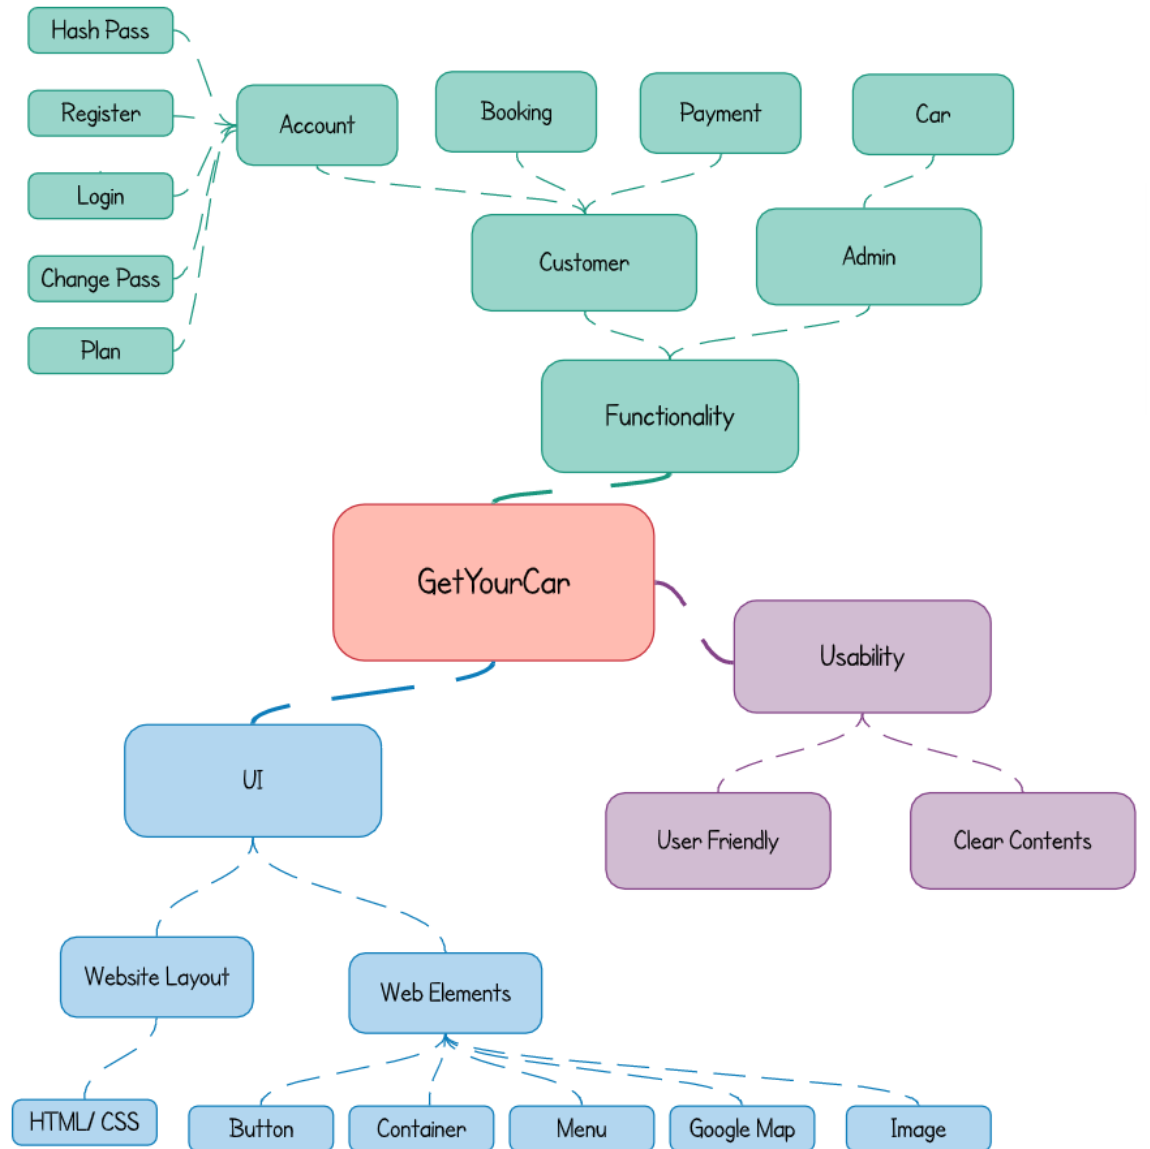 Hash Pass
Register
Login
Change Pass
Plan
Account
Booking
Payment
Car
Customer
Admin
Functionality
GetYourCar
Usability
User Friendly
Clear Contents
UI
Website Layout
Web Elements
HTML/ CSS
Button
Container
Menu
Google Map
Image